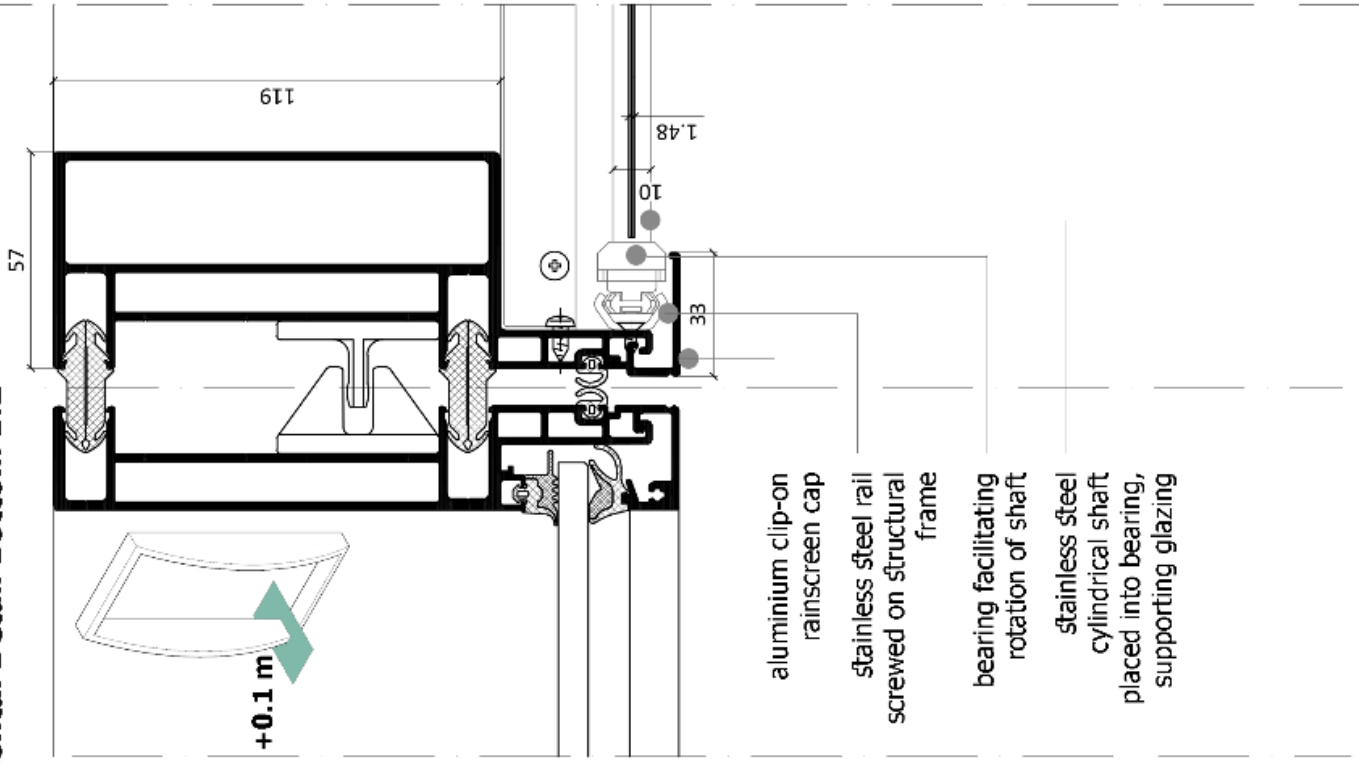 119
1.48
10
57
33
aluminium clip-on
rainscreen cap
stainless steel rail
screwed on structural
frame
bearing facilitating
rotation of shaft
stainless steel
cylindrical shaft
placed into bearing,
supporting glazing
+0.1 m